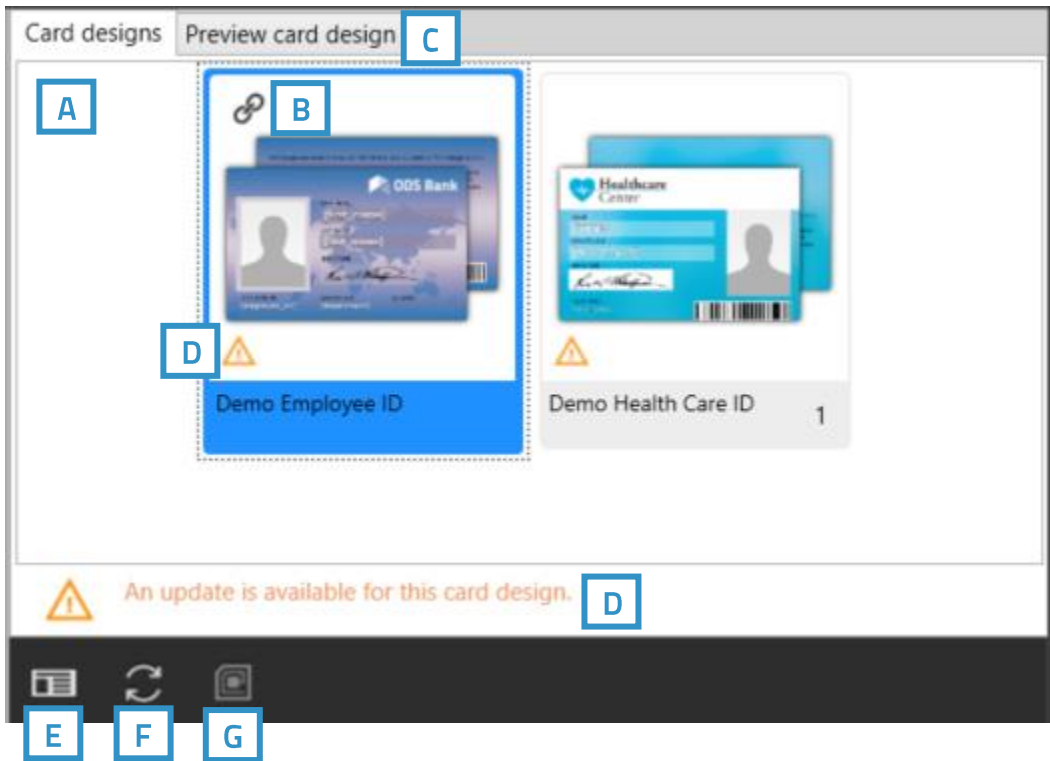 Card designs Preview card design C
A
B
ODS Bank
Healthcare
Center
D
Demo Employee ID
Demo Health Care ID 1
An update is available for this card design. D
E F G